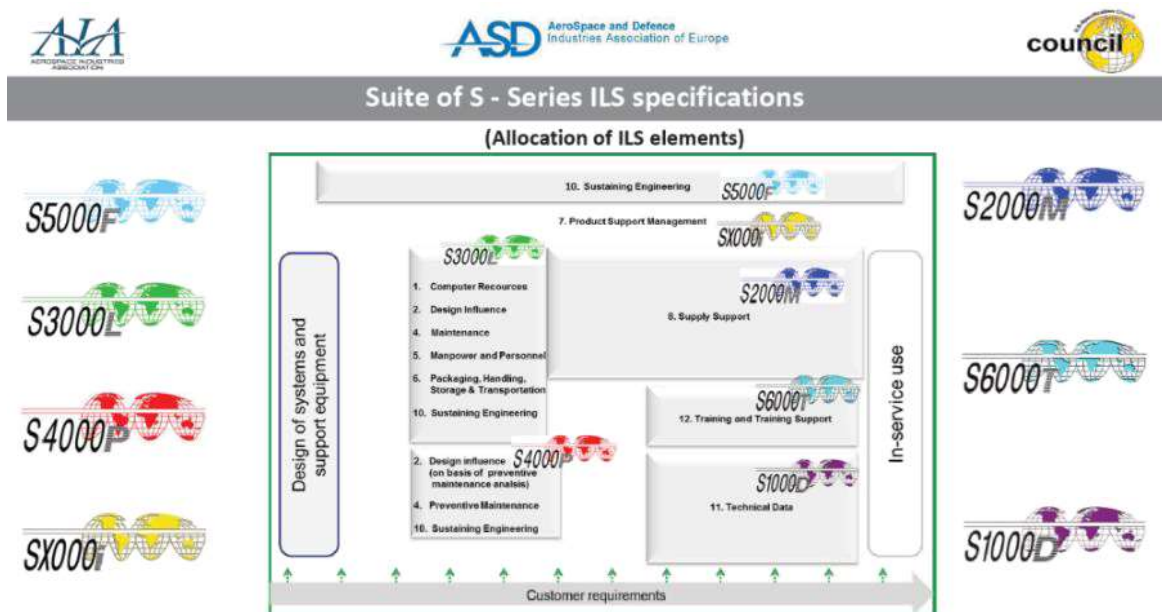 AIA
AEROSPACE INDUSTRIES
ASSOCIATION
ASD
AeroSpace and Defence
Industries Association of Europe
council
Suite of S - Series ILS specifications
(Allocation of ILS elements)
S5000F
S3000L
S4000P
SX000i
Design of systems and
support equipment
10. Sustaining Engineering
S5000F
7. Product Support Management
SX000i
S3000L
1. Computer Recources
2. Design Influence
4. Maintenance
5. Manpower and Personnel
6. Packaging, Handling,
Storage & Transportation
10. Sustaining Engineering
S4000P
2. Design influence
(on basis of preventive
maintenance analsis)
4. Preventive Maintenance
10. Sustaining Engineering
S2000M
8. Supply Support
S6000T
12. Training and Training Support
S1000D
11. Technical Data
In-service use
Customer requirements
S2000M
S6000T
S1000D